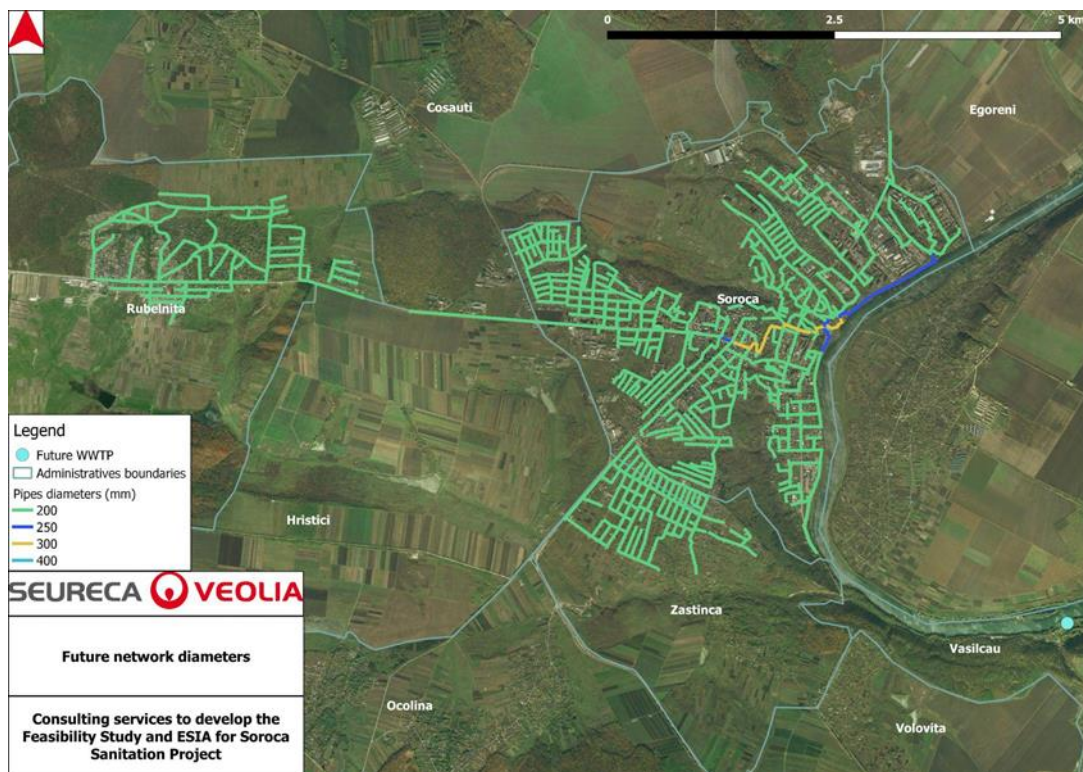 0
2.5
5 km
Cosauti
Egoreni
Rubelnita
Soroca
Hristici
Zastinca
Vasilcau
Ocolina
Volovita
Legend
Future WWTP
Administratives boundaries
Pipes diameters (mm)
200
250
300
400
SEURECA VEOLIA
Future network diameters
Consulting services to develop the
Feasibility Study and ESIA for Soroca
Sanitation Project